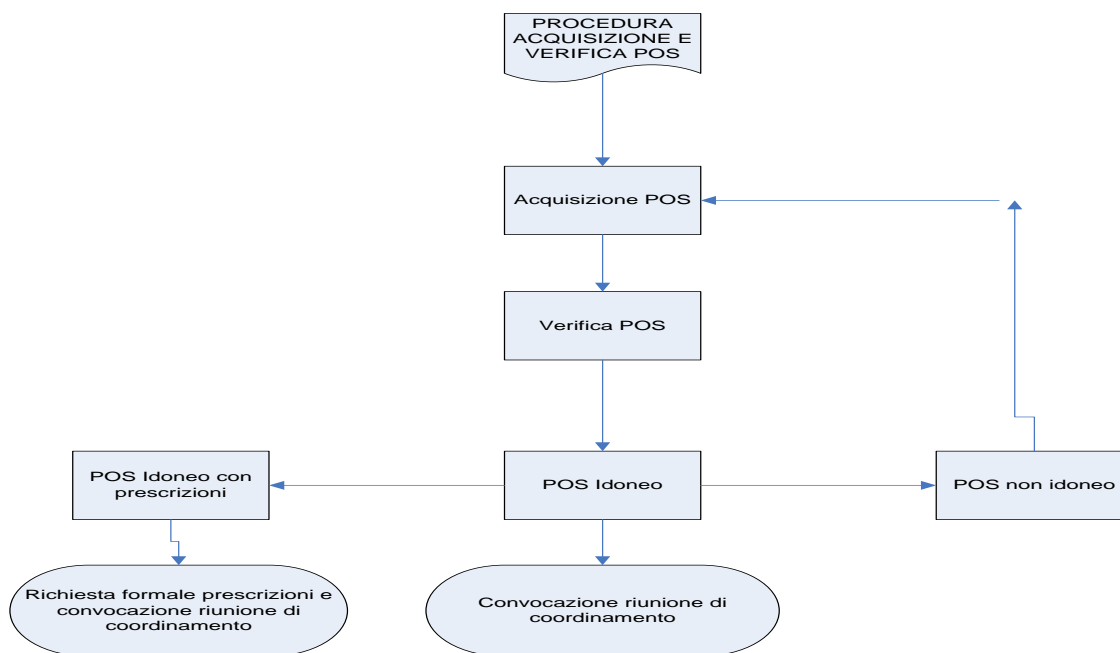 PROCEDURA
ACQUISIZIONE E
VERIFICA POS
Acquisizione POS
Verifica POS
POS Idoneo con
prescrizioni
POS Idoneo
POS non idoneo
Richiesta formale prescrizioni e
convocazione riunione di
coordinamento
Convocazione riunione di
coordinamento